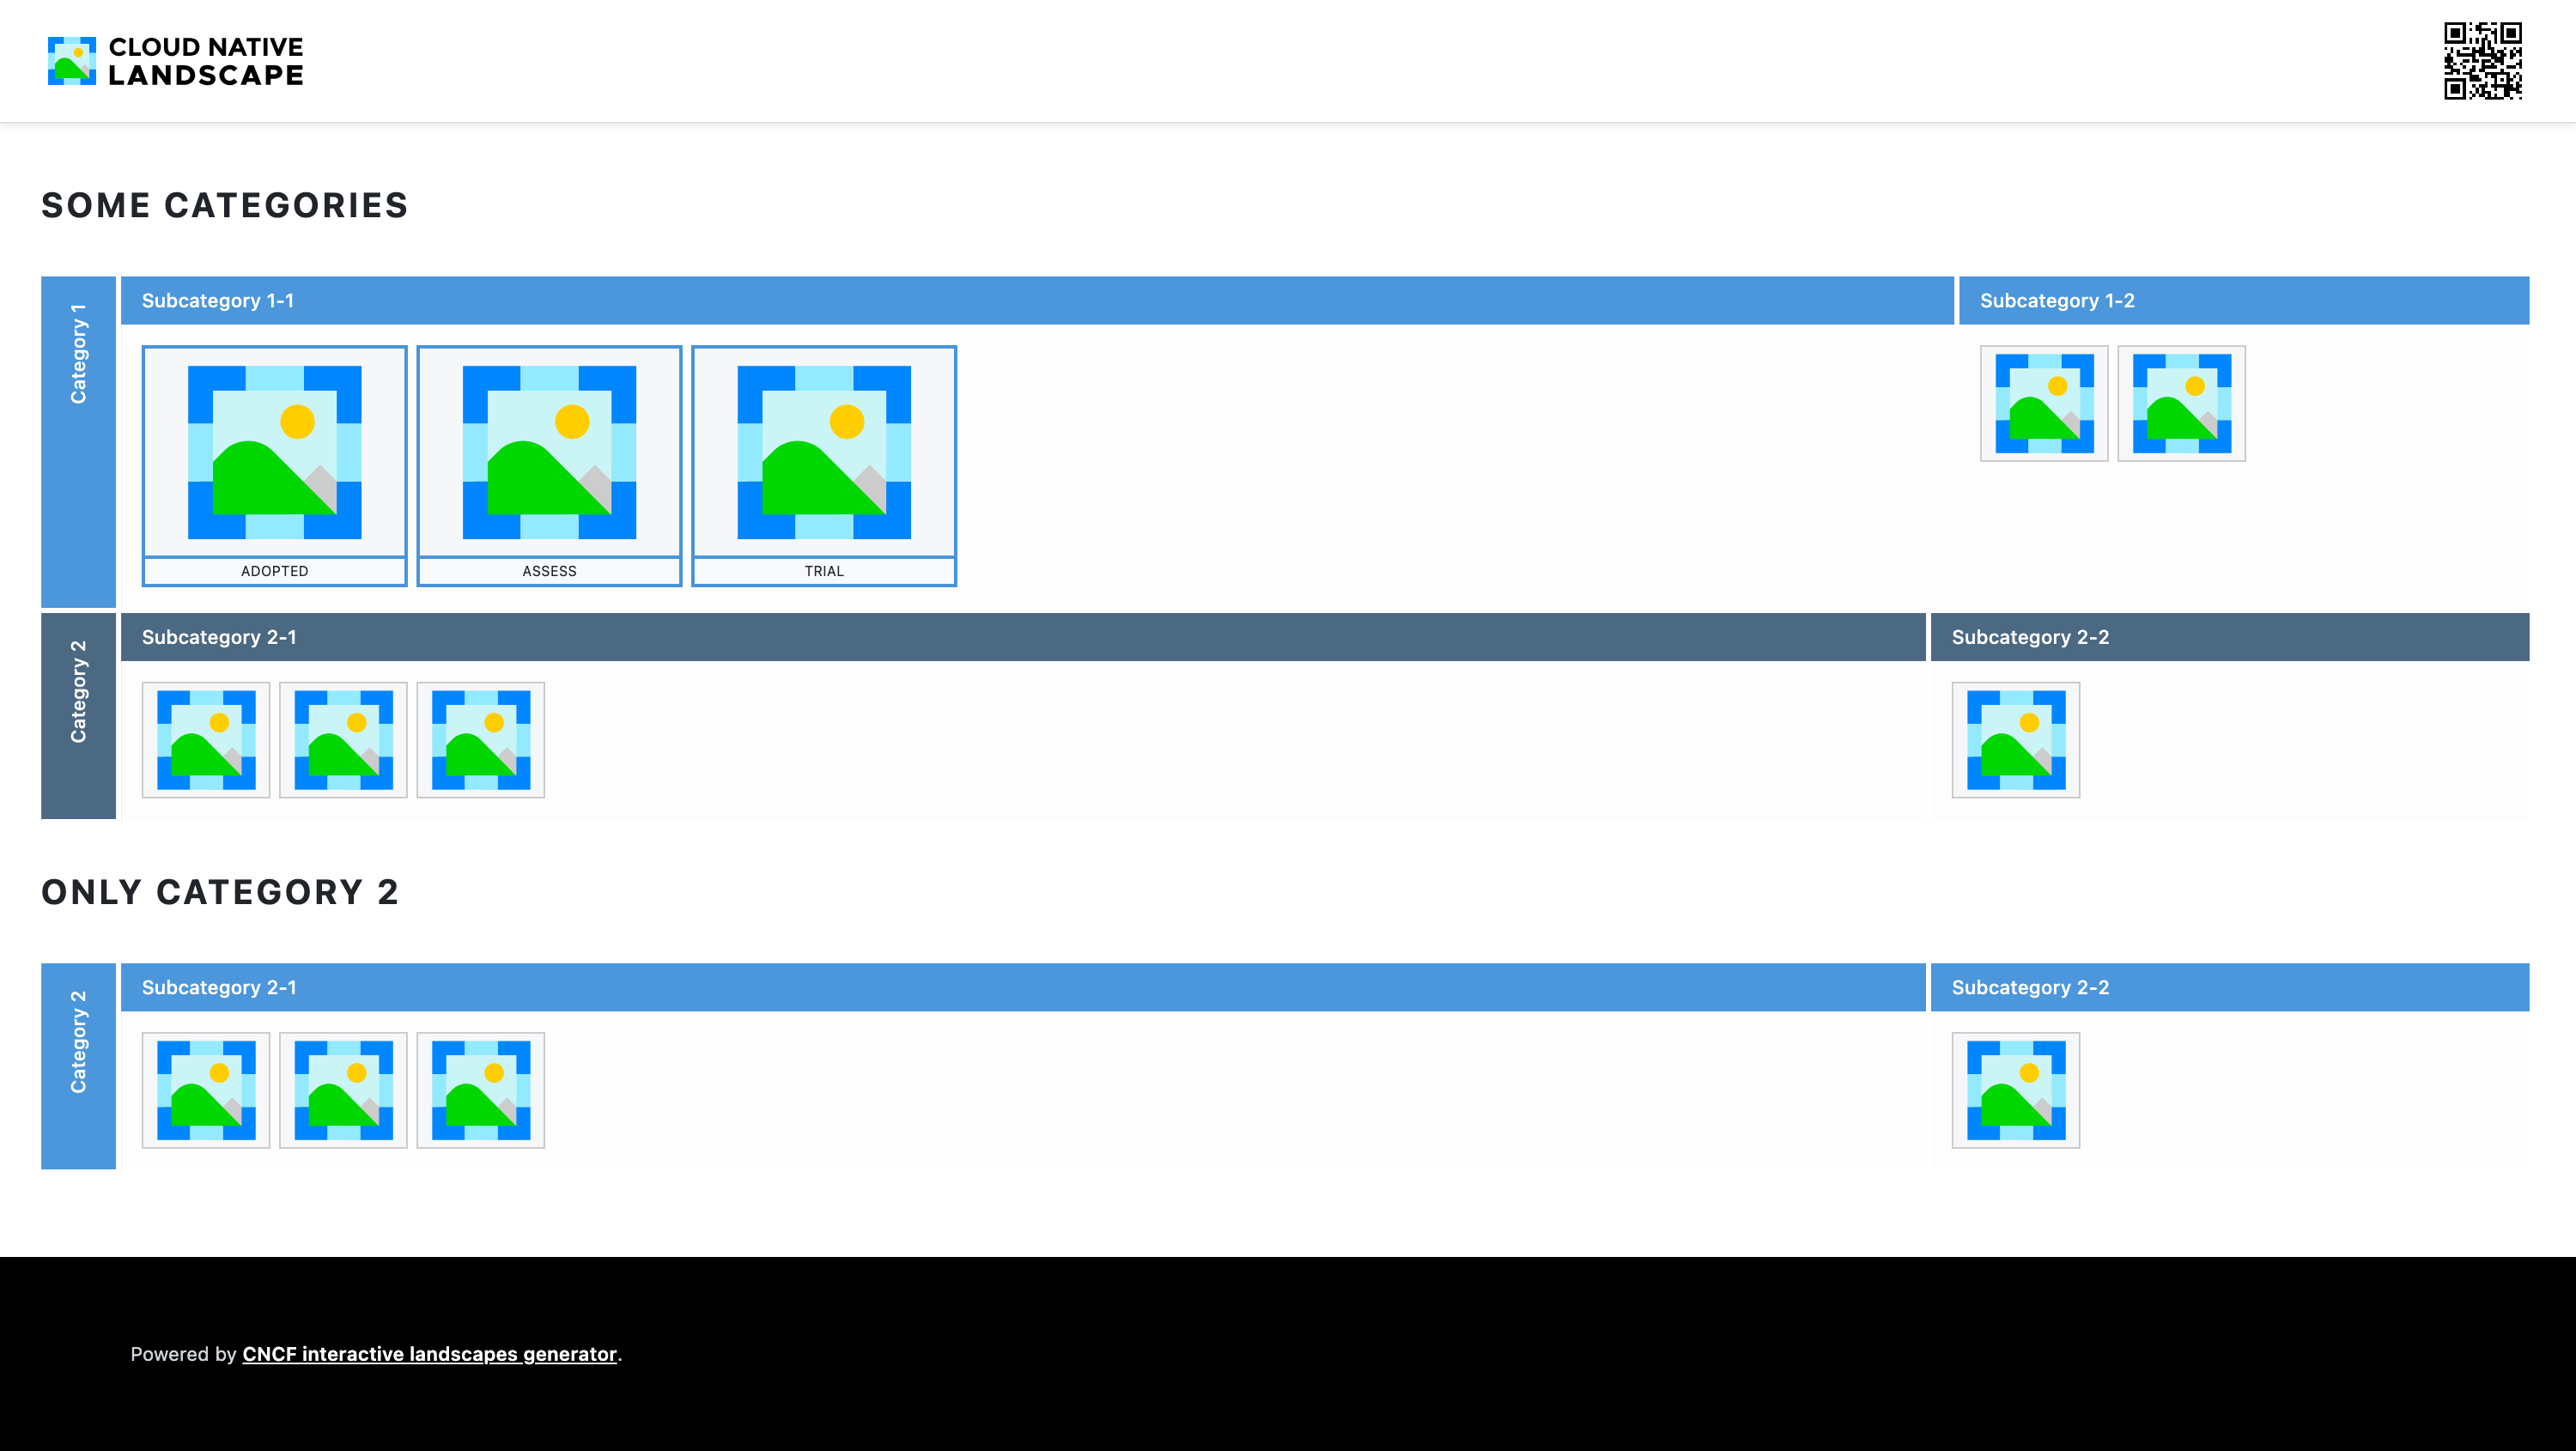 CLOUD NATIVE
LANDSCAPE
SOME CATEGORIES
Category 1
Subcategory 1-1
Subcategory 1-2
ADOPTED
ASSESS
TRIAL
Category 2
Subcategory 2-1
Subcategory 2-2
ONLY CATEGORY 2
Category 2
Subcategory 2-1
Subcategory 2-2
Powered by CNCF interactive landscapes generator.